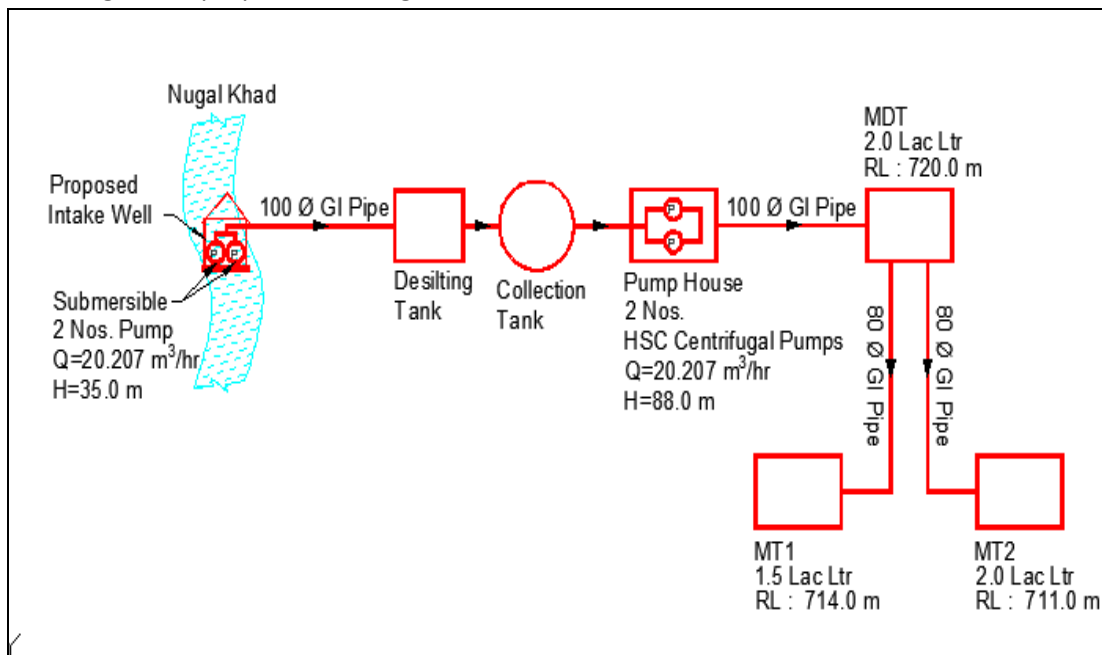 Nugal Khad
Proposed
Intake Well
P
P
Submersible
2 Nos. Pump
Q=20.207 m³/hr
H=35.0 m
100 Ø GI Pipe
Desilting
Tank
Collection
Tank
P
P
Pump House
2 Nos.
HSC Centrifugal Pumps
Q=20.207 m³/hr
H=88.0 m
100 Ø GI Pipe
MDT
2.0 Lac Ltr
RL : 720.0 m
80 Ø GI Pipe
80 Ø GI Pipe
MT1
1.5 Lac Ltr
RL : 714.0 m
MT2
2.0 Lac Ltr
RL : 711.0 m